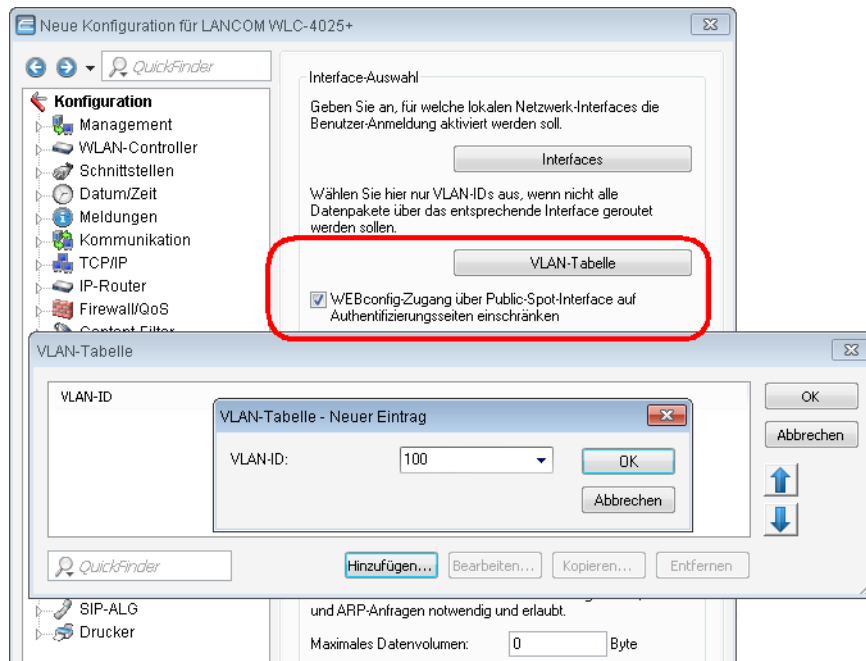 Neue Konfiguration für LANCOM WLC-4025+
QuickFinder
Konfiguration
Management
WLAN-Controller
Schnittstellen
Datum/Zeit
Meldungen
Kommunikation
TCP/IP
IP-Router
Firewall/QoS
Content Filter
Interface-Auswahl
Geben Sie an, für welche lokalen Netzwerk-Interfaces die
Benutzer-Anmeldung aktiviert werden soll.
Interfaces
Wählen Sie hier nur VLAN-IDs aus, wenn nicht alle
Datenpakete über das entsprechende Interface geroutet
werden sollen.
VLAN-Tabelle
WEBconfig-Zugang über Public-Spot-Interface auf
Authentifizierungsseiten einschränken
VLAN-Tabelle
VLAN-ID
OK
Abbrechen
VLAN-Tabelle - Neuer Eintrag
VLAN-ID:
100
OK
Abbrechen
QuickFinder
Hinzufügen...
Bearbeiten...
Kopieren...
Entfernen
SIP-ALG
Drucker
und ARP-Anfragen notwendig und erlaubt.
Maximales Datenvolumen:
0
Byte